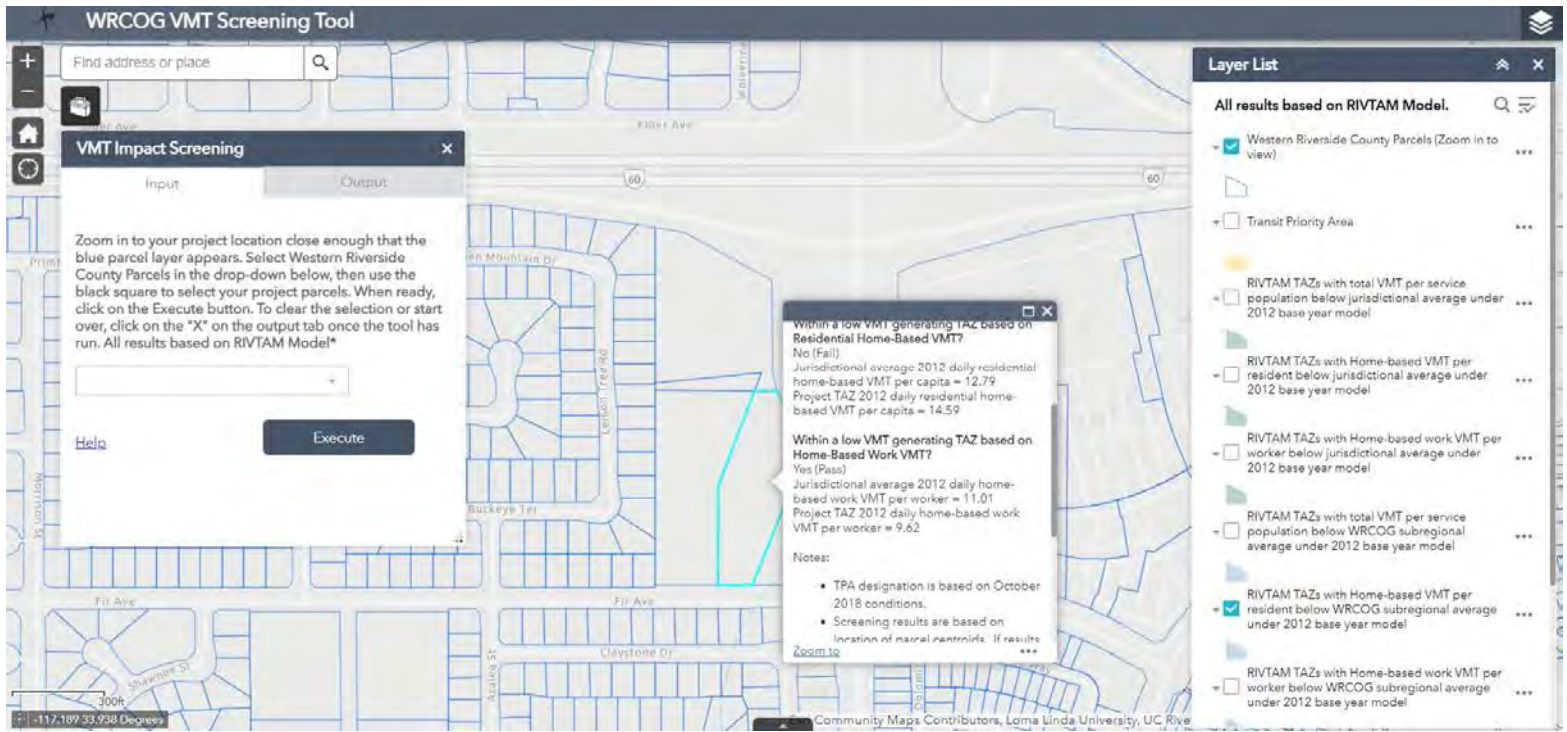 WRCOG VMT Screening Tool
Find address or place
VMT Impact Screening
Input
Output
Zoom in to your project location close enough that the
blue parcel layer appears. Select Western Riverside
County Parcels in the drop-down below, then use the
black square to select your project parcels. When ready,
click on the Execute button. To clear the selection or start
over, click on the "X" on the output tab once the tool has
run. All results based on RIVTAM Model*
Help
Execute
Ave
60
60
Mountain Dr
Buckeye Ter
Morrison St
Fir Ave
Fir Ave
Claystone Dr
Shawnee St
Azalea St
Way
300ft
-117.189 33.938 Degrees
Within a low VMT generating TAZ based on
Residential Home-Based VMT?
No (Fail)
Jurisdictional average 2012 daily residential
home-based VMT per capita = 12.79
Project TAZ 2012 daily residential home-
based VMT per capita = 14.59
Within a low VMT generating TAZ based on
Home-Based Work VMT?
Yes (Pass)
Jurisdictional average 2012 daily home-
based work VMT per worker = 11.01
Project TAZ 2012 daily home-based work
VMT per worker = 9.62
Notes:
• TPA designation is based on October
2018 conditions.
• Screening results are based on
location of parcel centroids. If results
Zoom to
Community Maps Contributors, Loma Linda University, UC Rive
Layer List
All results based on RIVTAM Model.
Western Riverside County Parcels (Zoom in to
view)
Transit Priority Area
RIVTAM TAZs with total VMT per service
population below jurisdictional average under
2012 base year model
RIVTAM TAZs with Home-based VMT per
resident below jurisdictional average under
2012 base year model
RIVTAM TAZs with Home-based work VMT per
worker below jurisdictional average under
2012 base year model
RIVTAM TAZs with total VMT per service
population below WRCOG subregional
average under 2012 base year model
RIVTAM TAZs with Home-based VMT per
resident below WRCOG subregional average
under 2012 base year model
RIVTAM TAZs with Home-based work VMT per
worker below WRCOG subregional average
under 2012 base year model